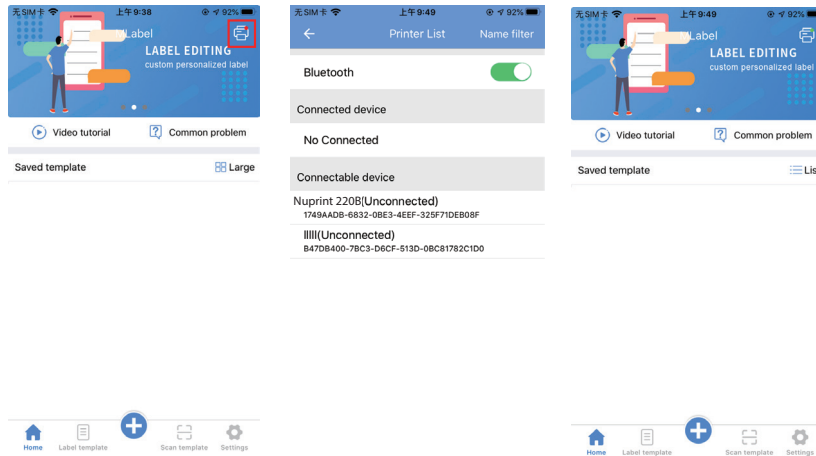 无SIM卡 上午9:38 92%
Label
LABEL EDITING
custom personalized label
Video tutorial
Common problem
Saved template
Large
Home
Label template
Scan template
Settings
无SIM卡 上午9:49 92%
Printer List
Name filter
Bluetooth
Connected device
No Connected
Connectable device
Nuprint 220B(Unconnected)
1749AADB-6832-0BE3-4EEF-325F71DEB08F
lllll(Unconnected)
B47DB400-7BC3-D6CF-513D-0BC81782C1D0
无SIM卡 上午9:49 92%
Label
LABEL EDITING
custom personalized label
Video tutorial
Common problem
Saved template
Lis
Home
Label template
Scan template
Settings